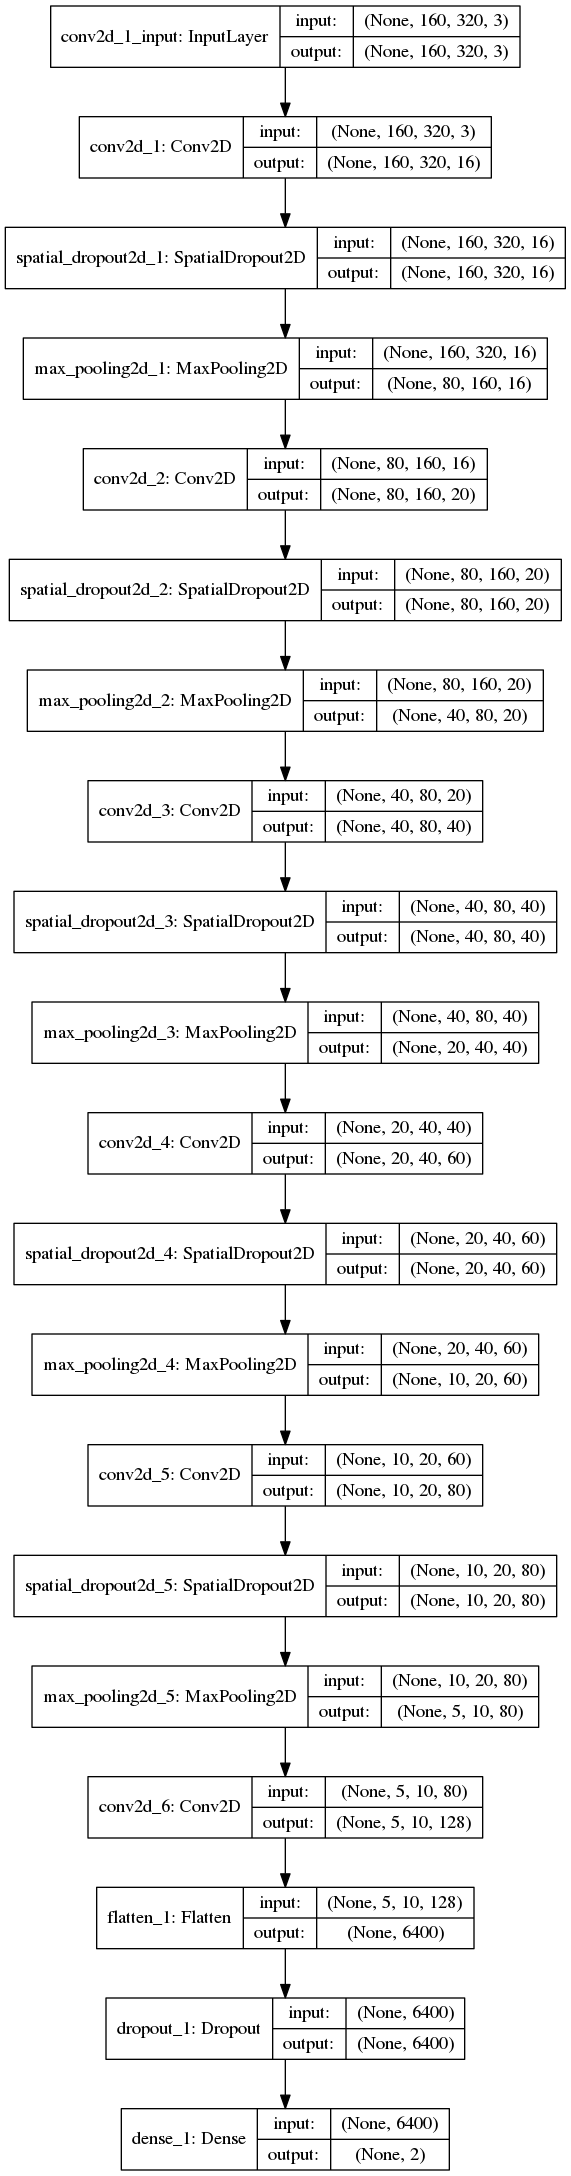 conv2d_1_input: InputLayer
input: (None, 160, 320, 3)
output: (None, 160, 320, 3)
conv2d_1: Conv2D
input: (None, 160, 320, 3)
output: (None, 160, 320, 16)
spatial_dropout2d_1: SpatialDropout2D
input: (None, 160, 320, 16)
output: (None, 160, 320, 16)
max_pooling2d_1: MaxPooling2D
input: (None, 160, 320, 16)
output: (None, 80, 160, 16)
conv2d_2: Conv2D
input: (None, 80, 160, 16)
output: (None, 80, 160, 20)
spatial_dropout2d_2: SpatialDropout2D
input: (None, 80, 160, 20)
output: (None, 80, 160, 20)
max_pooling2d_2: MaxPooling2D
input: (None, 80, 160, 20)
output: (None, 40, 80, 20)
conv2d_3: Conv2D
input: (None, 40, 80, 20)
output: (None, 40, 80, 40)
spatial_dropout2d_3: SpatialDropout2D
input: (None, 40, 80, 40)
output: (None, 40, 80, 40)
max_pooling2d_3: MaxPooling2D
input: (None, 40, 80, 40)
output: (None, 20, 40, 40)
conv2d_4: Conv2D
input: (None, 20, 40, 40)
output: (None, 20, 40, 60)
spatial_dropout2d_4: SpatialDropout2D
input: (None, 20, 40, 60)
output: (None, 20, 40, 60)
max_pooling2d_4: MaxPooling2D
input: (None, 20, 40, 60)
output: (None, 10, 20, 60)
conv2d_5: Conv2D
input: (None, 10, 20, 60)
output: (None, 10, 20, 80)
spatial_dropout2d_5: SpatialDropout2D
input: (None, 10, 20, 80)
output: (None, 10, 20, 80)
max_pooling2d_5: MaxPooling2D
input: (None, 10, 20, 80)
output: (None, 5, 10, 80)
conv2d_6: Conv2D
input: (None, 5, 10, 80)
output: (None, 5, 10, 128)
flatten_1: Flatten
input: (None, 5, 10, 128)
output: (None, 6400)
dropout_1: Dropout
input: (None, 6400)
output: (None, 6400)
dense_1: Dense
input: (None, 6400)
output: (None, 2)